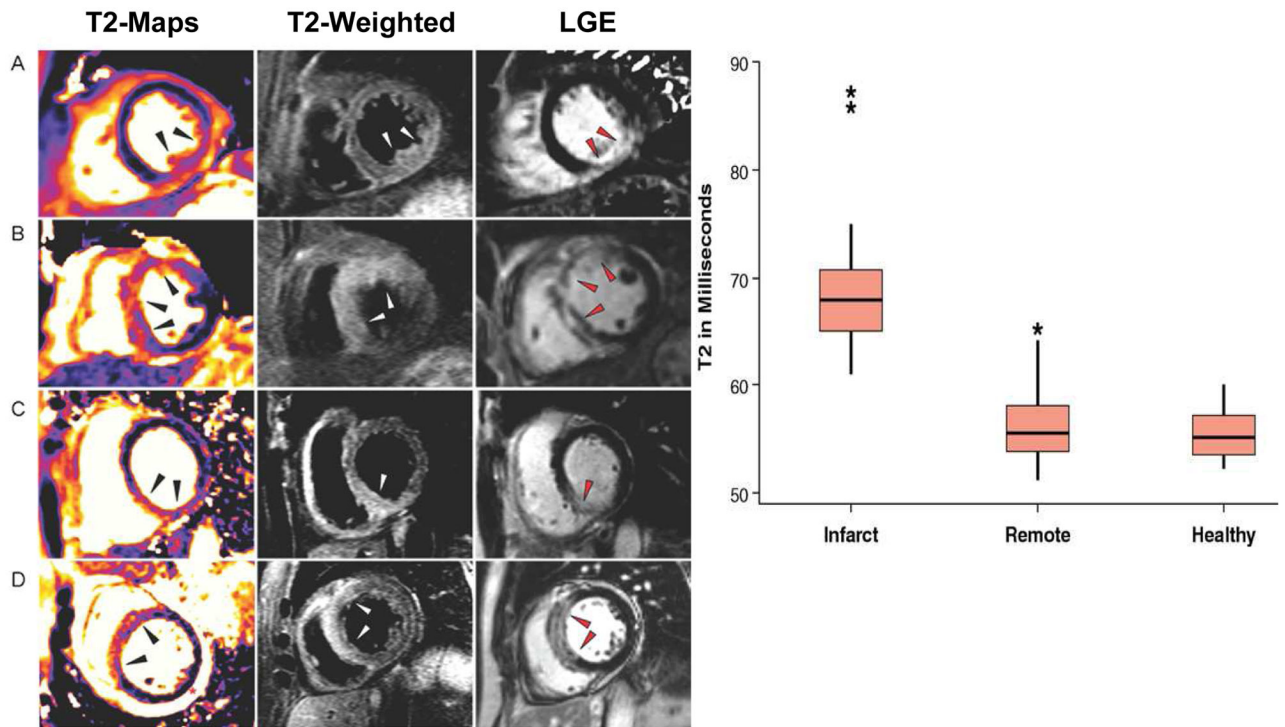 T2-Maps T2-Weighted LGE
A
B
C
D
*
T2 in Milliseconds
90
80
70
60
50
*
*
*
Infarct Remote Healthy